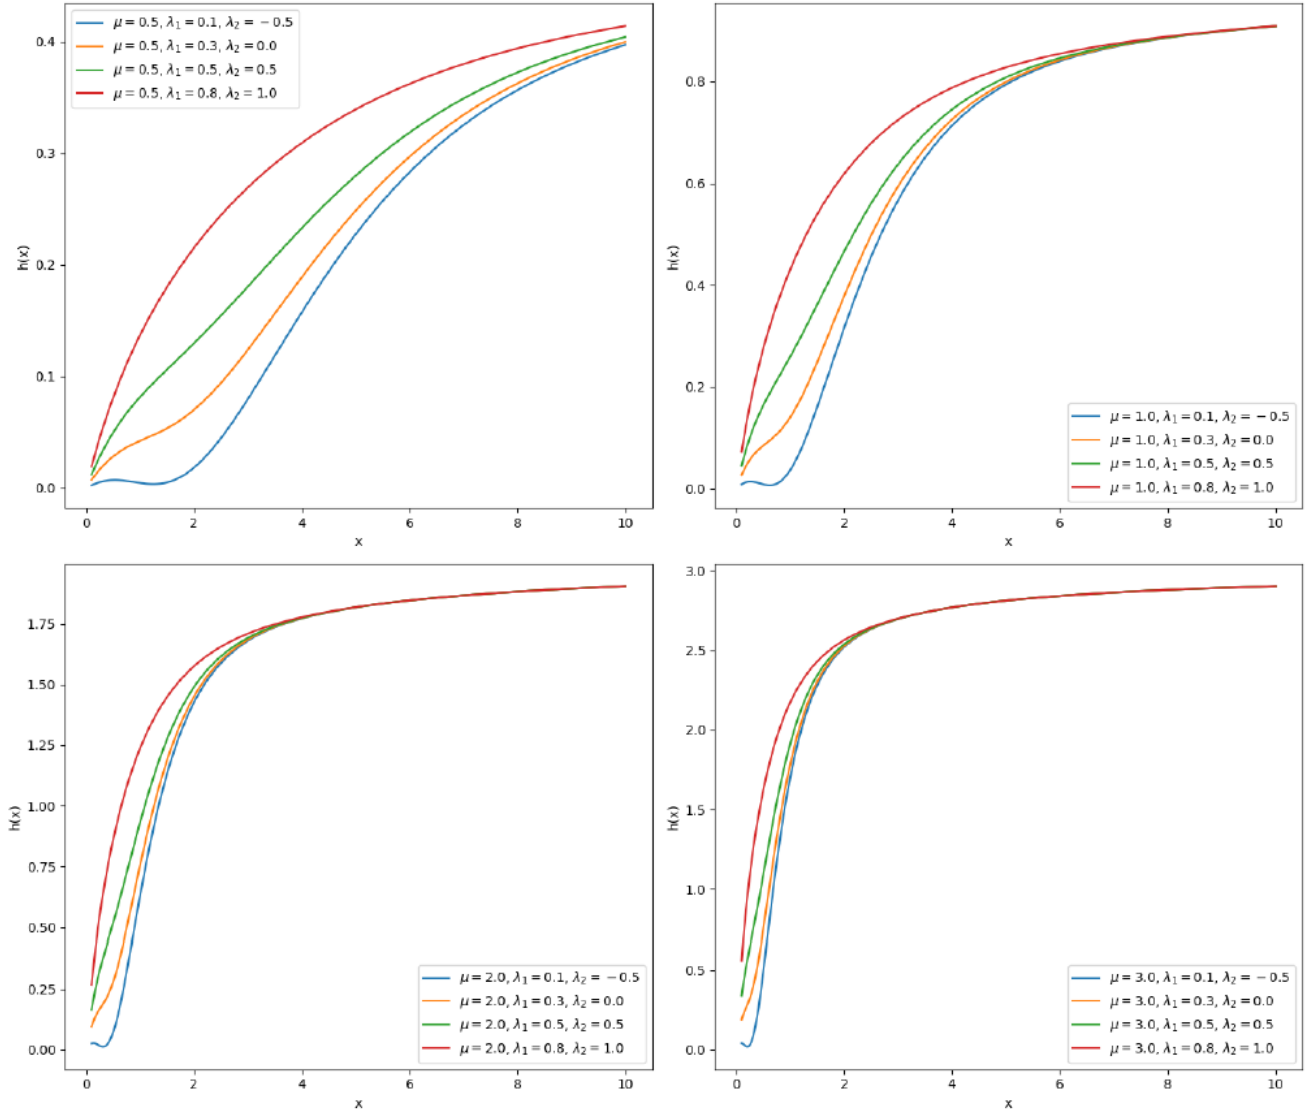 μ = 0.5, λ₁ = 0.1, λ₂ = −0.5
μ = 0.5, λ₁ = 0.3, λ₂ = 0.0
μ = 0.5, λ₁ = 0.5, λ₂ = 0.5
μ = 0.5, λ₁ = 0.8, λ₂ = 1.0
0.4
0.3
0.2
0.1
0.0
h(x)
0 2 4 6 8 10
x
0.8
0.6
0.4
0.2
0.0
h(x)
μ = 1.0, λ₁ = 0.1, λ₂ = −0.5
μ = 1.0, λ₁ = 0.3, λ₂ = 0.0
μ = 1.0, λ₁ = 0.5, λ₂ = 0.5
μ = 1.0, λ₁ = 0.8, λ₂ = 1.0
0 2 4 6 8 10
x
1.75
1.50
1.25
1.00
0.75
0.50
0.25
0.00
h(x)
μ = 2.0, λ₁ = 0.1, λ₂ = −0.5
μ = 2.0, λ₁ = 0.3, λ₂ = 0.0
μ = 2.0, λ₁ = 0.5, λ₂ = 0.5
μ = 2.0, λ₁ = 0.8, λ₂ = 1.0
0 2 4 6 8 10
x
3.0
2.5
2.0
1.5
1.0
0.5
0.0
h(x)
μ = 3.0, λ₁ = 0.1, λ₂ = −0.5
μ = 3.0, λ₁ = 0.3, λ₂ = 0.0
μ = 3.0, λ₁ = 0.5, λ₂ = 0.5
μ = 3.0, λ₁ = 0.8, λ₂ = 1.0
0 2 4 6 8 10
x